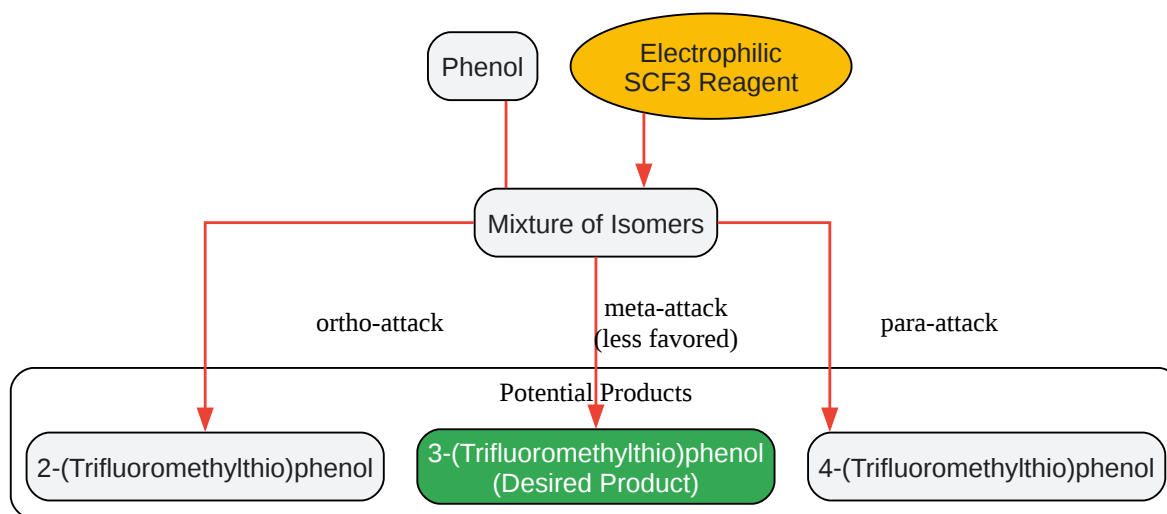 Phenol
Electrophilic
SCF3 Reagent
Mixture of Isomers
ortho-attack
meta-attack
(less favored)
para-attack
Potential Products
2-(Trifluoromethylthio)phenol
3-(Trifluoromethylthio)phenol
(Desired Product)
4-(Trifluoromethylthio)phenol